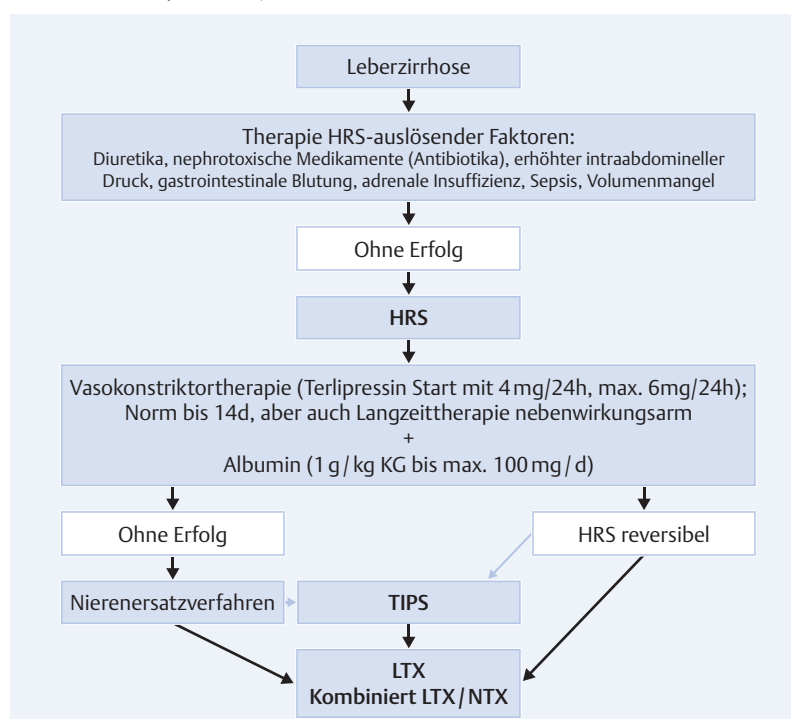 Leberzirrhose
Therapie HRS-auslösender Faktoren:
Diuretika, nephrotoxische Medikamente (Antibiotika), erhöhter intraabdomineller
Druck, gastrointestinale Blutung, adrenale Insuffizienz, Sepsis, Volumenmangel
Ohne Erfolg
HRS
Vasokonstriktortherapie (Terlipressin Start mit 4 mg/24h, max. 6mg/24h);
Norm bis 14d, aber auch Langzeittherapie nebenwirkungsarm
+
Albumin (1 g / kg KG bis max. 100 mg / d)
Ohne Erfolg
HRS reversibel
Nierenersatzverfahren
TIPS
LTX
Kombiniert LTX / NTX